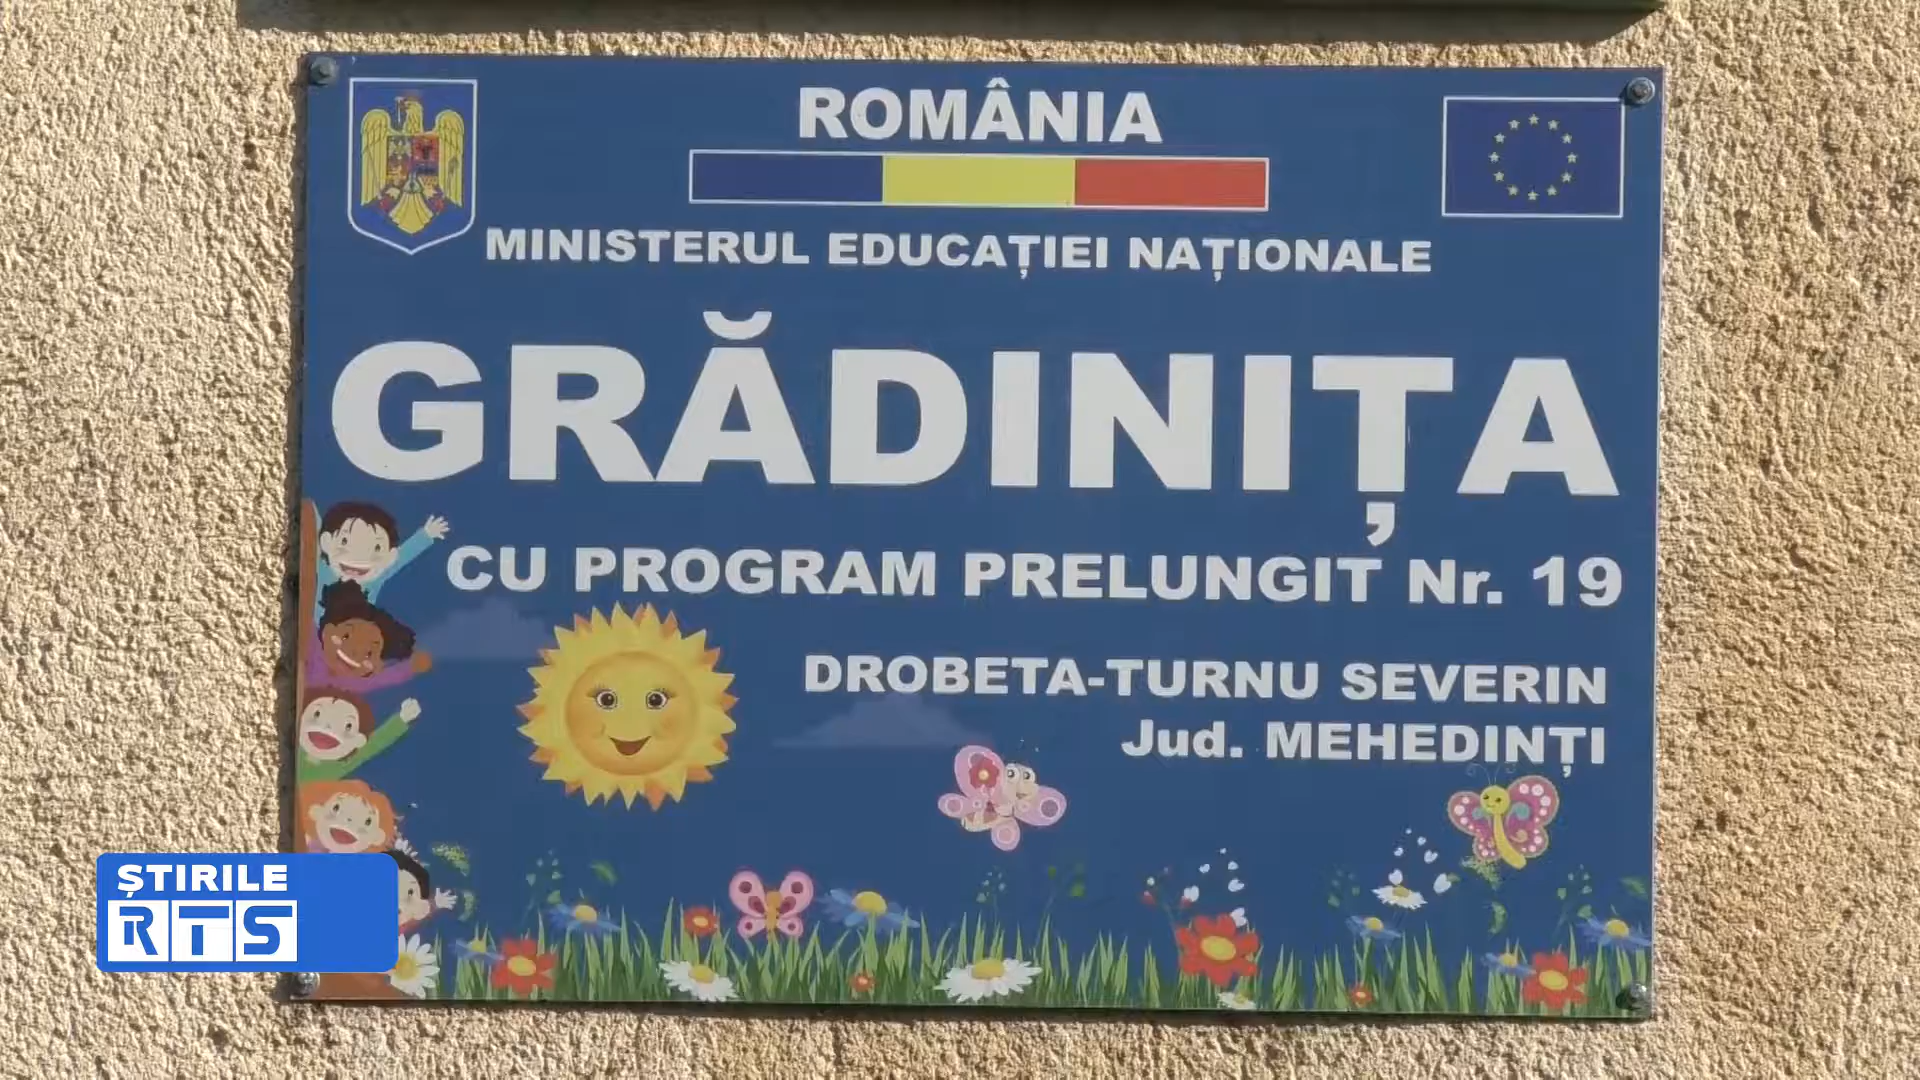 ROMÂNIA
MINISTERUL EDUCAȚIEI NAȚIONALE
GRĂDINIȚA
CU PROGRAM PRELUNGIT Nr. 19
DROBETA-TURNU SEVERIN
Jud. MEHEDINȚI
ȘTIRILE
RTS